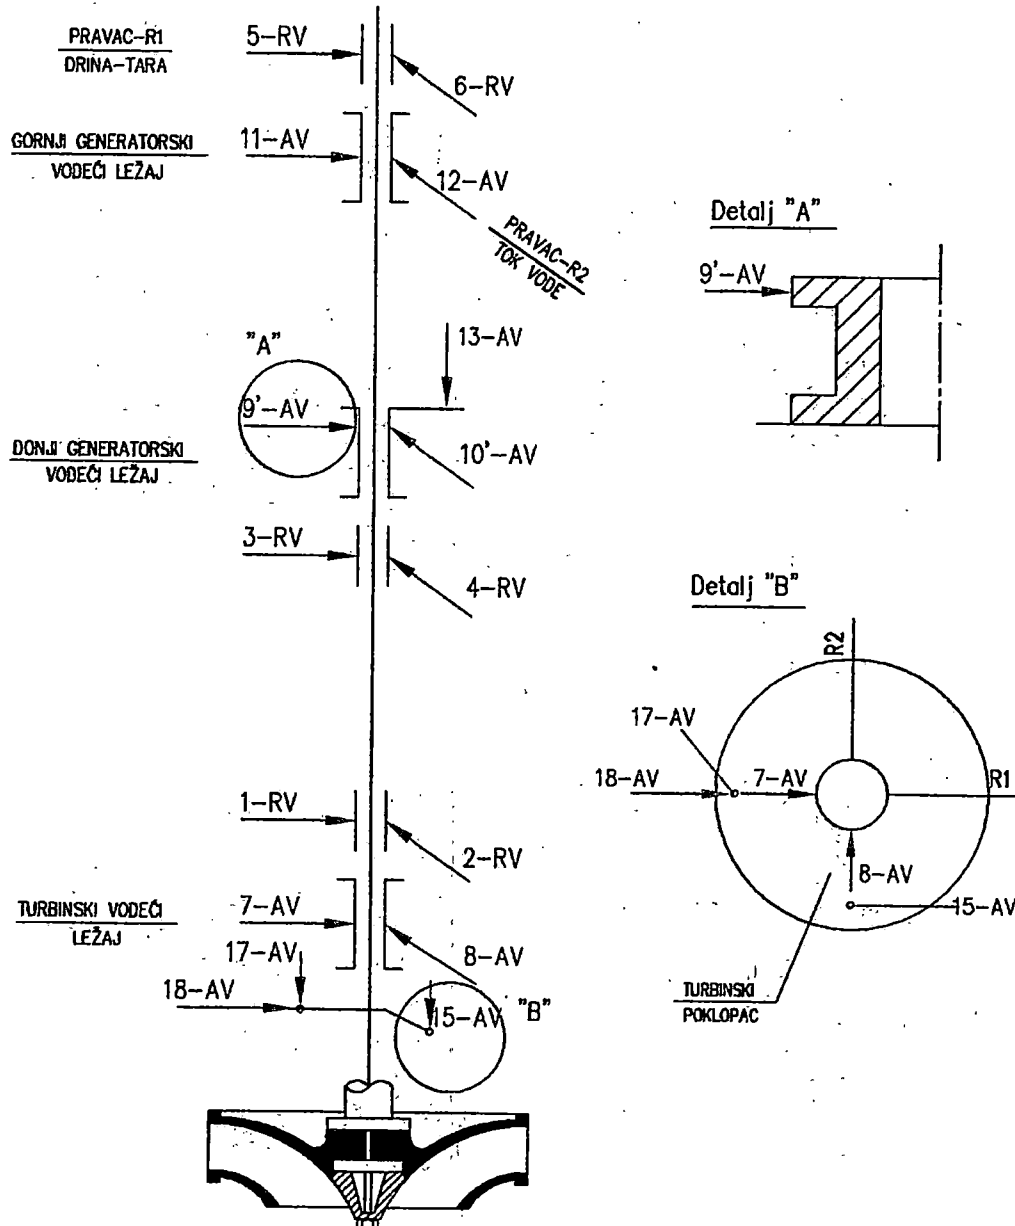 PRAVAC-R1
DRINA-TARA
5-RV
6-RV
GORNJI GENERATORSKI
VODEĆI LEŽAJ
11-AV
12-AV
PRAVAC-R2
TOK VODE
Detalj "A"
9'-AV
"A"
13-AV
9'-AV
10'-AV
DONJI GENERATORSKI
VODEĆI LEŽAJ
3-RV
4-RV
Detalj "B"
R2
17-AV
18-AV
7-AV
R1
8-AV
15-AV
TURBINSKI
POKLOPAC
1-RV
2-RV
TURBINSKI VODEĆI
LEŽAJ
7-AV
8-AV
17-AV
18-AV
15-AV
"B"